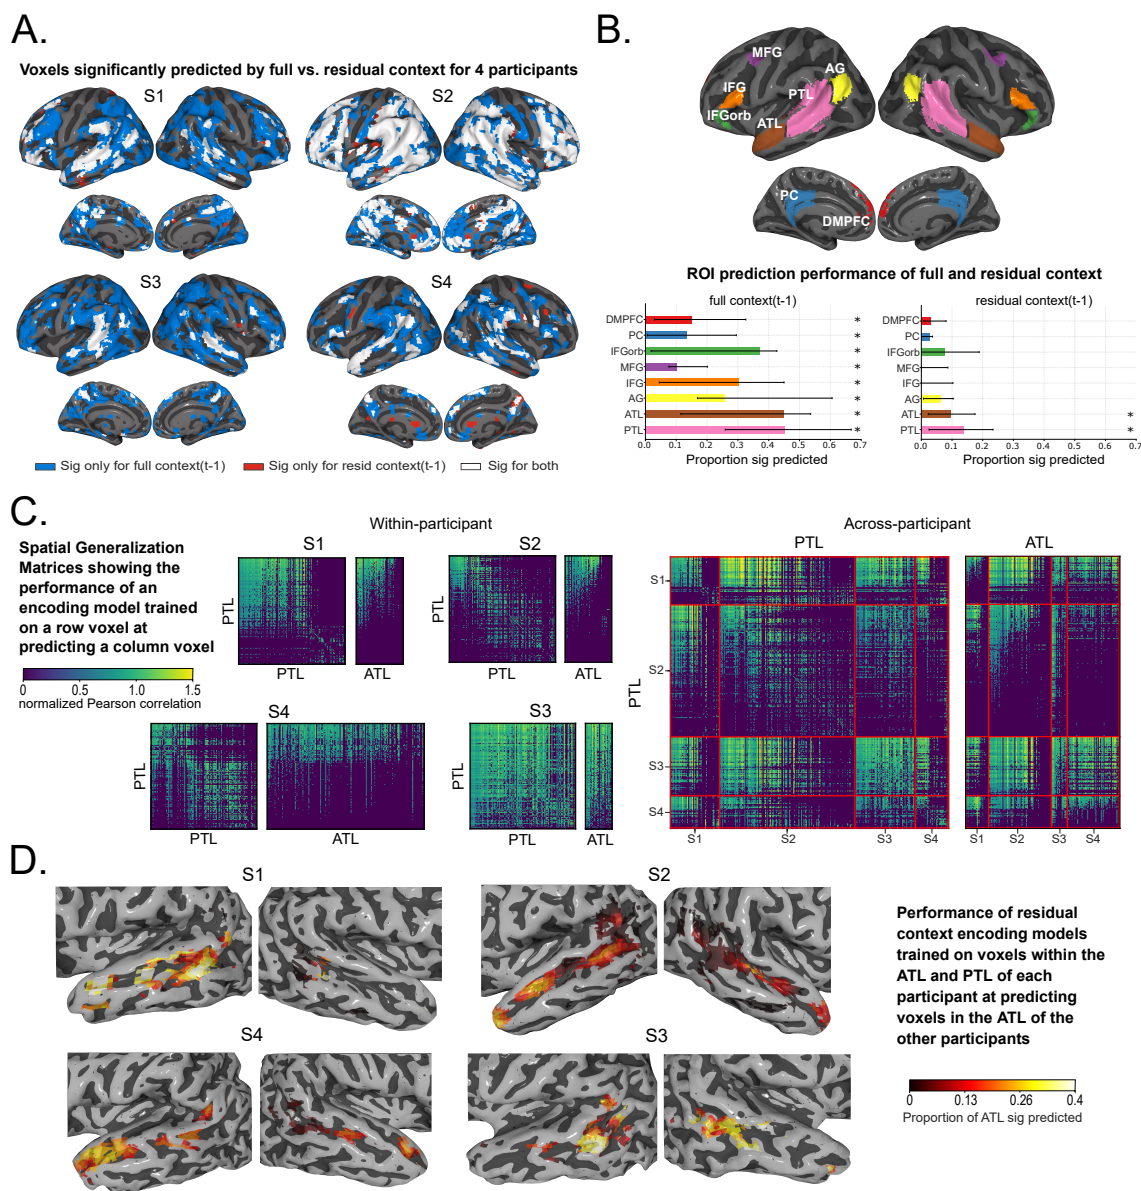 A.
Voxels significantly predicted by full vs. residual context for 4 participants
S1
S2
S3
S4
Sig only for full context(t-1)
Sig only for resid context(t-1)
Sig for both
B.
MFG
AG
IFG
PTL
IFGorb
ATL
PC
DMPFC
ROI prediction performance of full and residual context
full context(t-1)
DMPFC *
PC *
IFGorb *
MFG *
IFG *
AG *
ATL *
PTL *
0.0 0.1 0.2 0.3 0.4 0.5 0.6 0.7
Proportion sig predicted
residual context(t-1)
DMPFC
PC
IFGorb
MFG
IFG
AG
ATL *
PTL *
0.0 0.1 0.2 0.3 0.4 0.5 0.6 0.7
Proportion sig predicted
C.
Spatial Generalization
Matrices showing the
performance of an
encoding model trained
on a row voxel at
predicting a column voxel
0 0.5 1.0 1.5
normalized Pearson correlation
Within-participant
S1
PTL
PTL
ATL
S2
PTL
PTL
ATL
S4
PTL
PTL
ATL
S3
PTL
PTL
ATL
Across-participant
PTL
ATL
PTL
S1
S2
S3
S4
S1 S2 S3 S4
S1 S2 S3 S4
D.
S1
S2
S4
S3
Performance of residual
context encoding models
trained on voxels within the
ATL and PTL of each
participant at predicting
voxels in the ATL of the
other participants
0 0.13 0.26 0.4
Proportion of ATL sig predicted